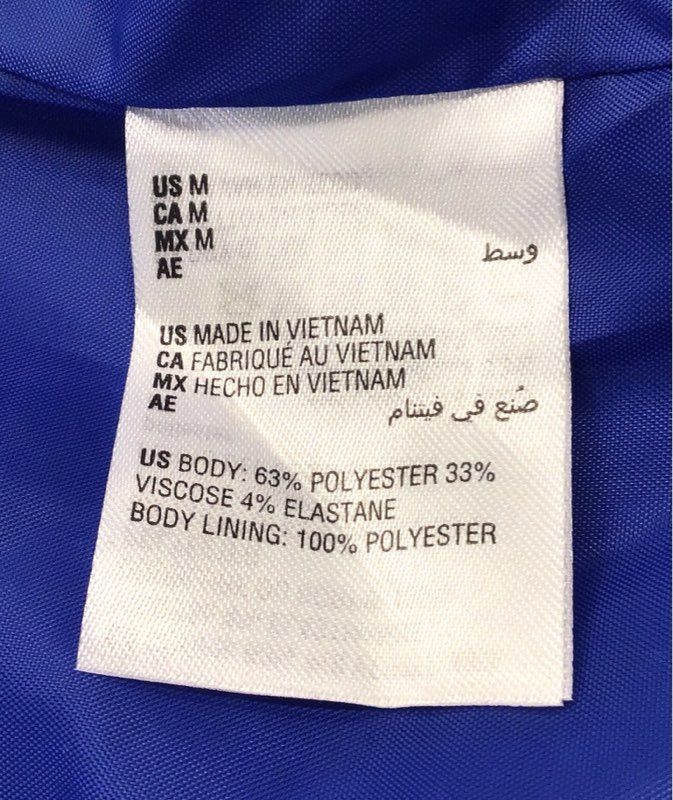 US M
CA M
MX M
AE وسط
US MADE IN VIETNAM
CA FABRIQUÉ AU VIETNAM
MX HECHO EN VIETNAM
AE صُنع في فيتنام
US BODY: 63% POLYESTER 33%
VISCOSE 4% ELASTANE
BODY LINING: 100% POLYESTER